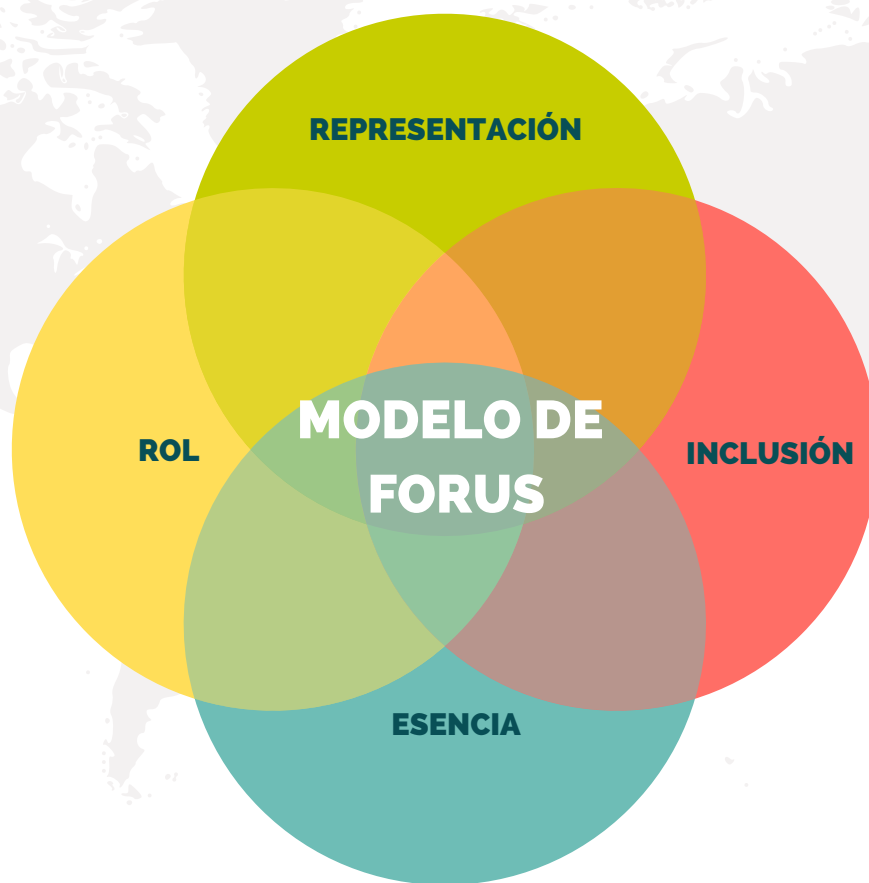 REPRESENTACIÓN
MODELO DE
FORUS
ROL
INCLUSIÓN
ESENCIA